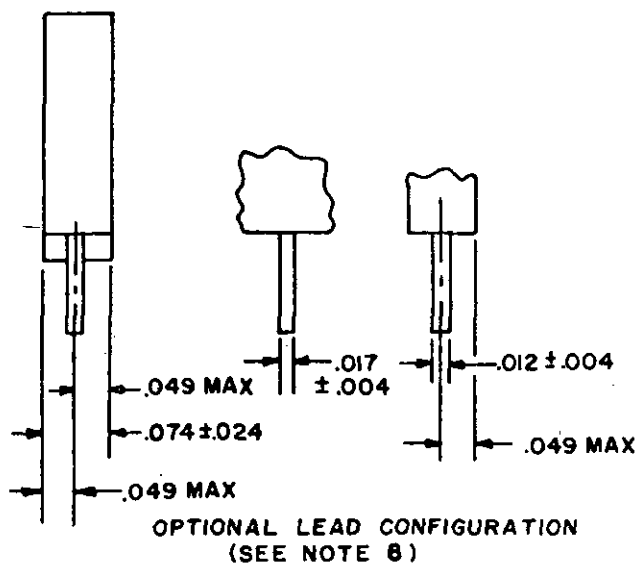 .017
±.004
.012 ±.004
.049 MAX
.074 ±.024
.049 MAX
.049 MAX
OPTIONAL LEAD CONFIGURATION
(SEE NOTE 8)